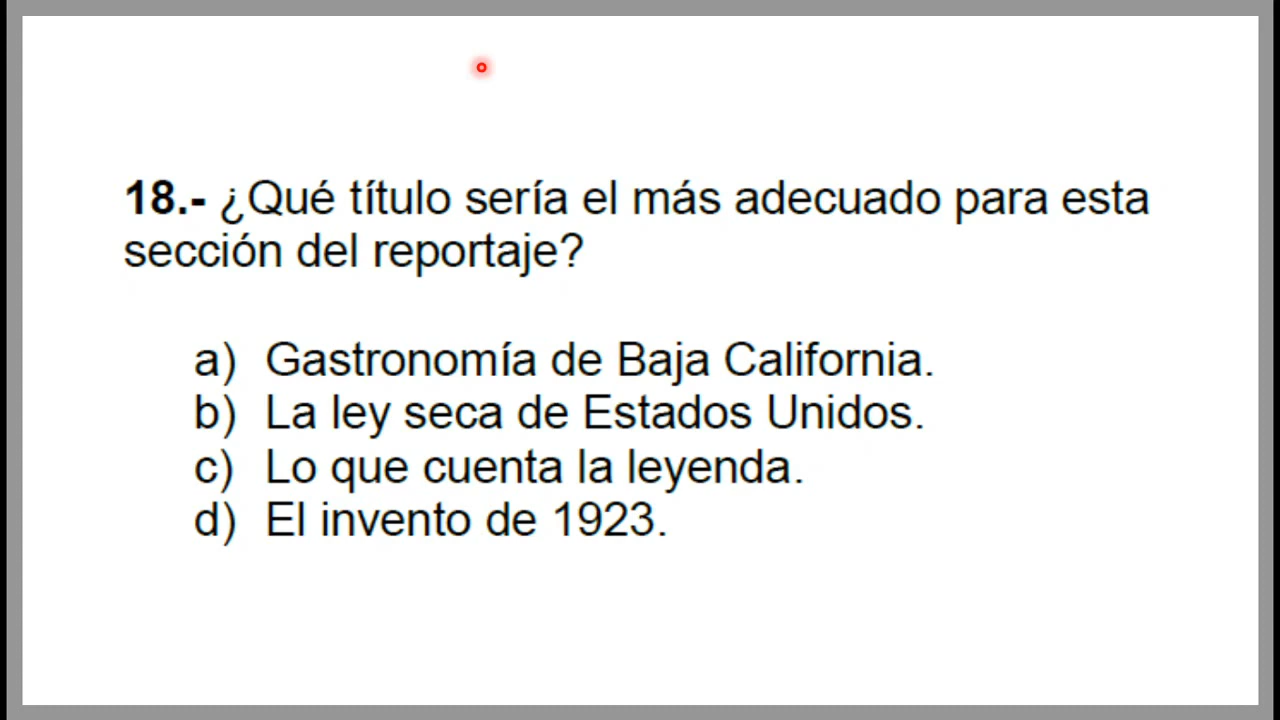 18.- ¿Qué título sería el más adecuado para esta
sección del reportaje?
a) Gastronomía de Baja California.
b) La ley seca de Estados Unidos.
c) Lo que cuenta la leyenda.
d) El invento de 1923.